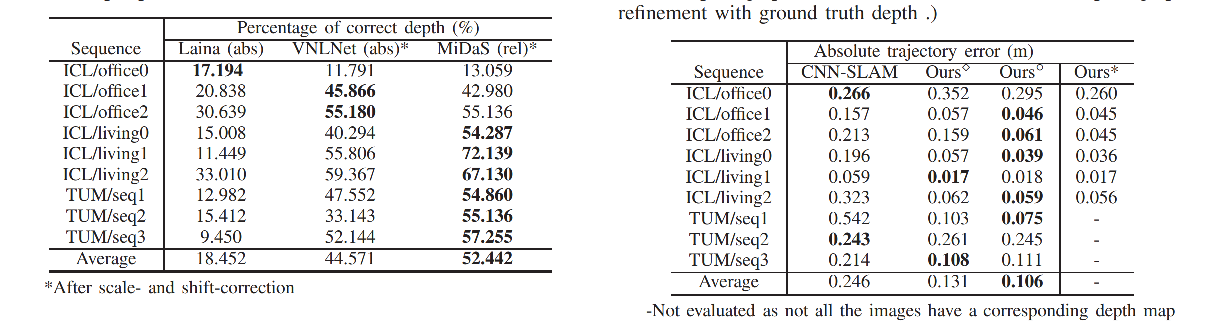 Percentage of correct depth (%)
Sequence Laina (abs) VNLNet (abs)* MiDaS (rel)*
ICL/office0 17.194 11.791 13.059
ICL/office1 20.838 45.866 42.980
ICL/office2 30.639 55.180 55.136
ICL/living0 15.008 40.294 54.287
ICL/living1 11.449 55.806 72.139
ICL/living2 33.010 59.367 67.130
TUM/seq1 12.982 47.552 54.860
TUM/seq2 15.412 33.143 55.136
TUM/seq3 9.450 52.144 57.255
Average 18.452 44.571 52.442
*After scale- and shift-correction
refinement with ground truth depth .)
Absolute trajectory error (m)
Sequence CNN-SLAM Ours◇ Ours○ Ours*
ICL/office0 0.266 0.352 0.295 0.260
ICL/office1 0.157 0.057 0.046 0.045
ICL/office2 0.213 0.159 0.061 0.045
ICL/living0 0.196 0.057 0.039 0.036
ICL/living1 0.059 0.017 0.018 0.017
ICL/living2 0.323 0.062 0.059 0.056
TUM/seq1 0.542 0.103 0.075 -
TUM/seq2 0.243 0.261 0.245 -
TUM/seq3 0.214 0.108 0.111 -
Average 0.246 0.131 0.106 -
-Not evaluated as not all the images have a corresponding depth map